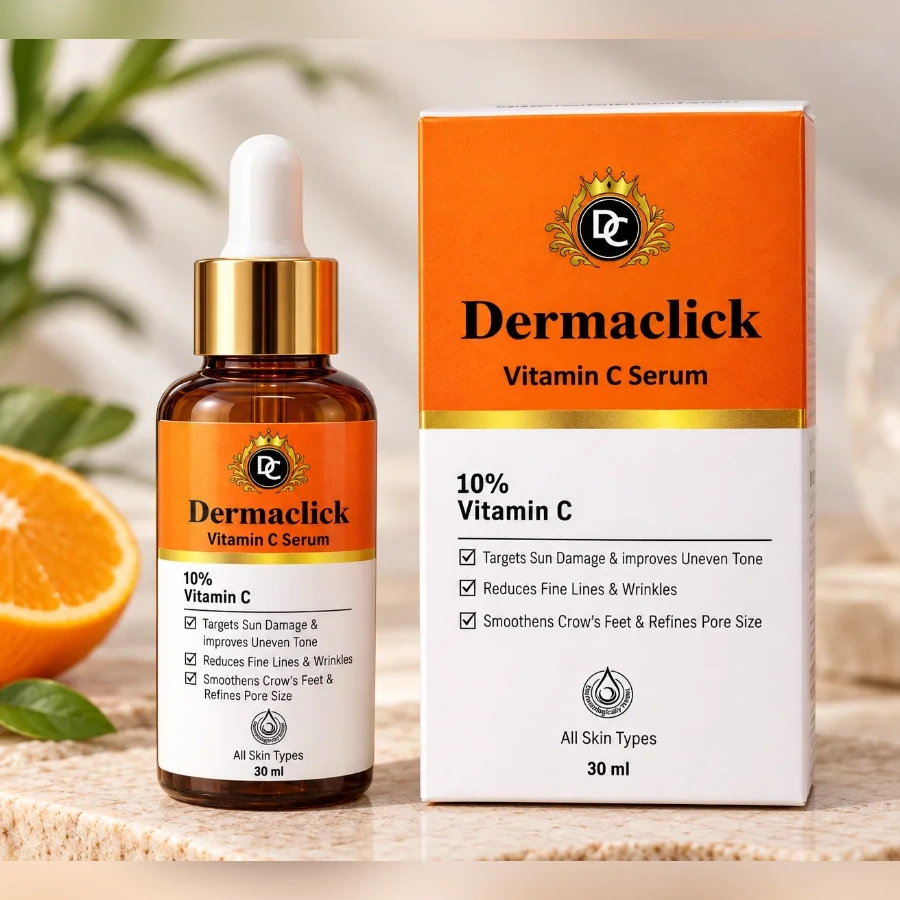 DC
Dermaclick
Vitamin C Serum
10%
Vitamin C
Targets Sun Damage &
improves Uneven Tone
Reduces Fine Lines & Wrinkles
Smoothens Crow's Feet &
Refines Pore Size
All Skin Types
30 ml
DC
Dermaclick
Vitamin C Serum
10%
Vitamin C
Targets Sun Damage & improves Uneven Tone
Reduces Fine Lines & Wrinkles
Smoothens Crow's Feet & Refines Pore Size
All Skin Types
30 ml